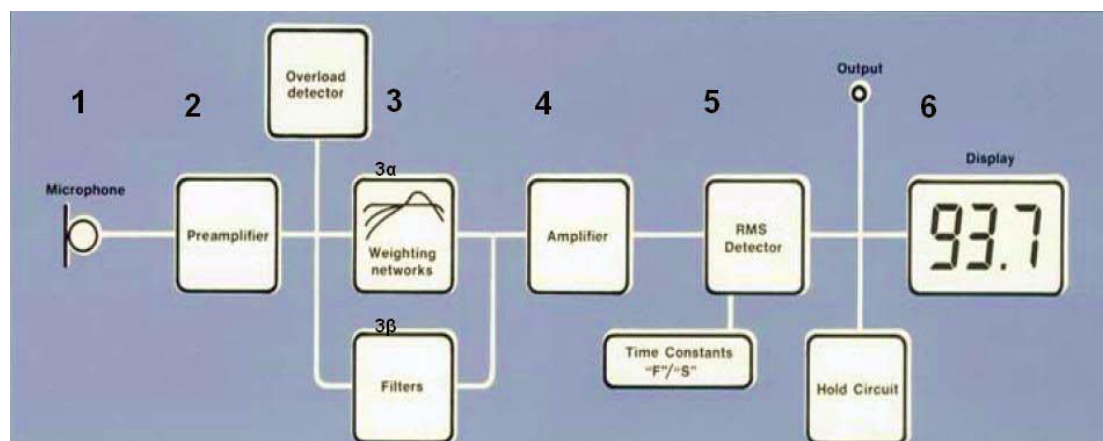 Overload
detector
1
2
3
4
5
6
Output
Display
3α
Microphone
Preamplifier
Weighting
networks
Amplifier
RMS
Detector
93.7
3β
Filters
Time Constants
"F"/"S"
Hold Circuit